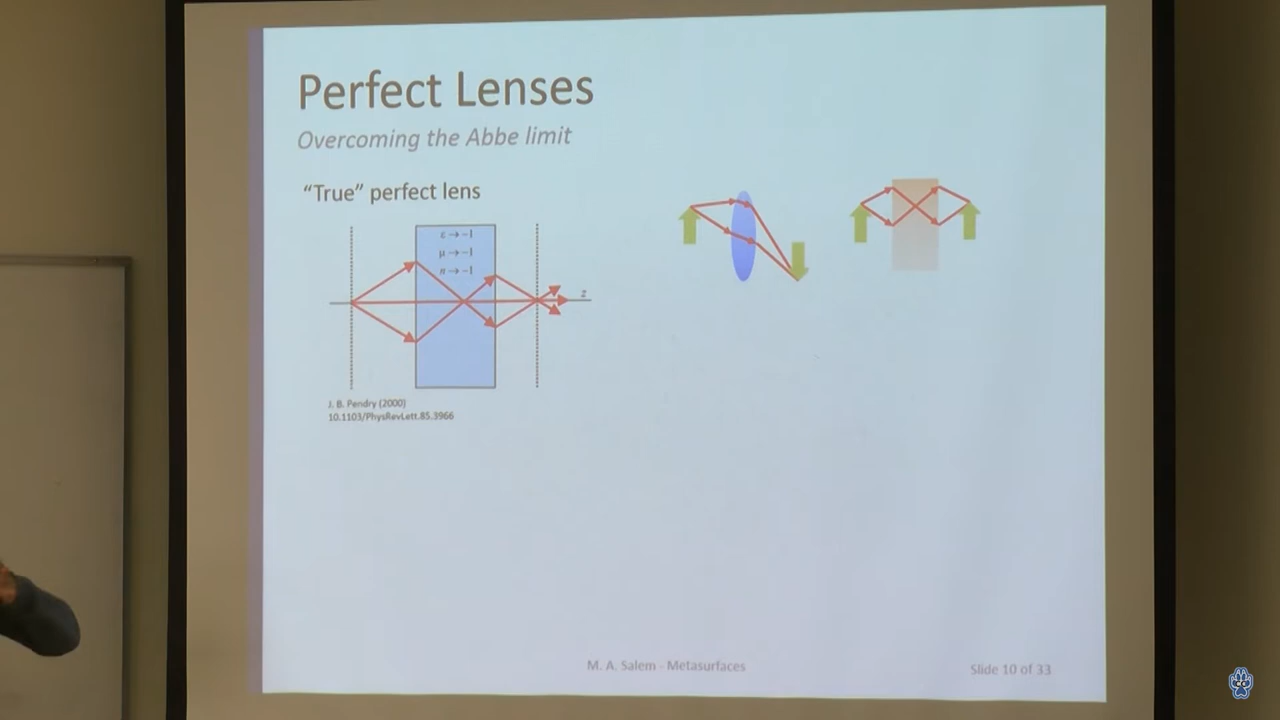 Perfect Lenses
Overcoming the Abbe limit
“True” perfect lens
ε → −1
μ → −1
n → −1
z
J. B. Pendry (2000)
10.1103/PhysRevLett.85.3966
M. A. Salem - Metasurfaces
Slide 10 of 33